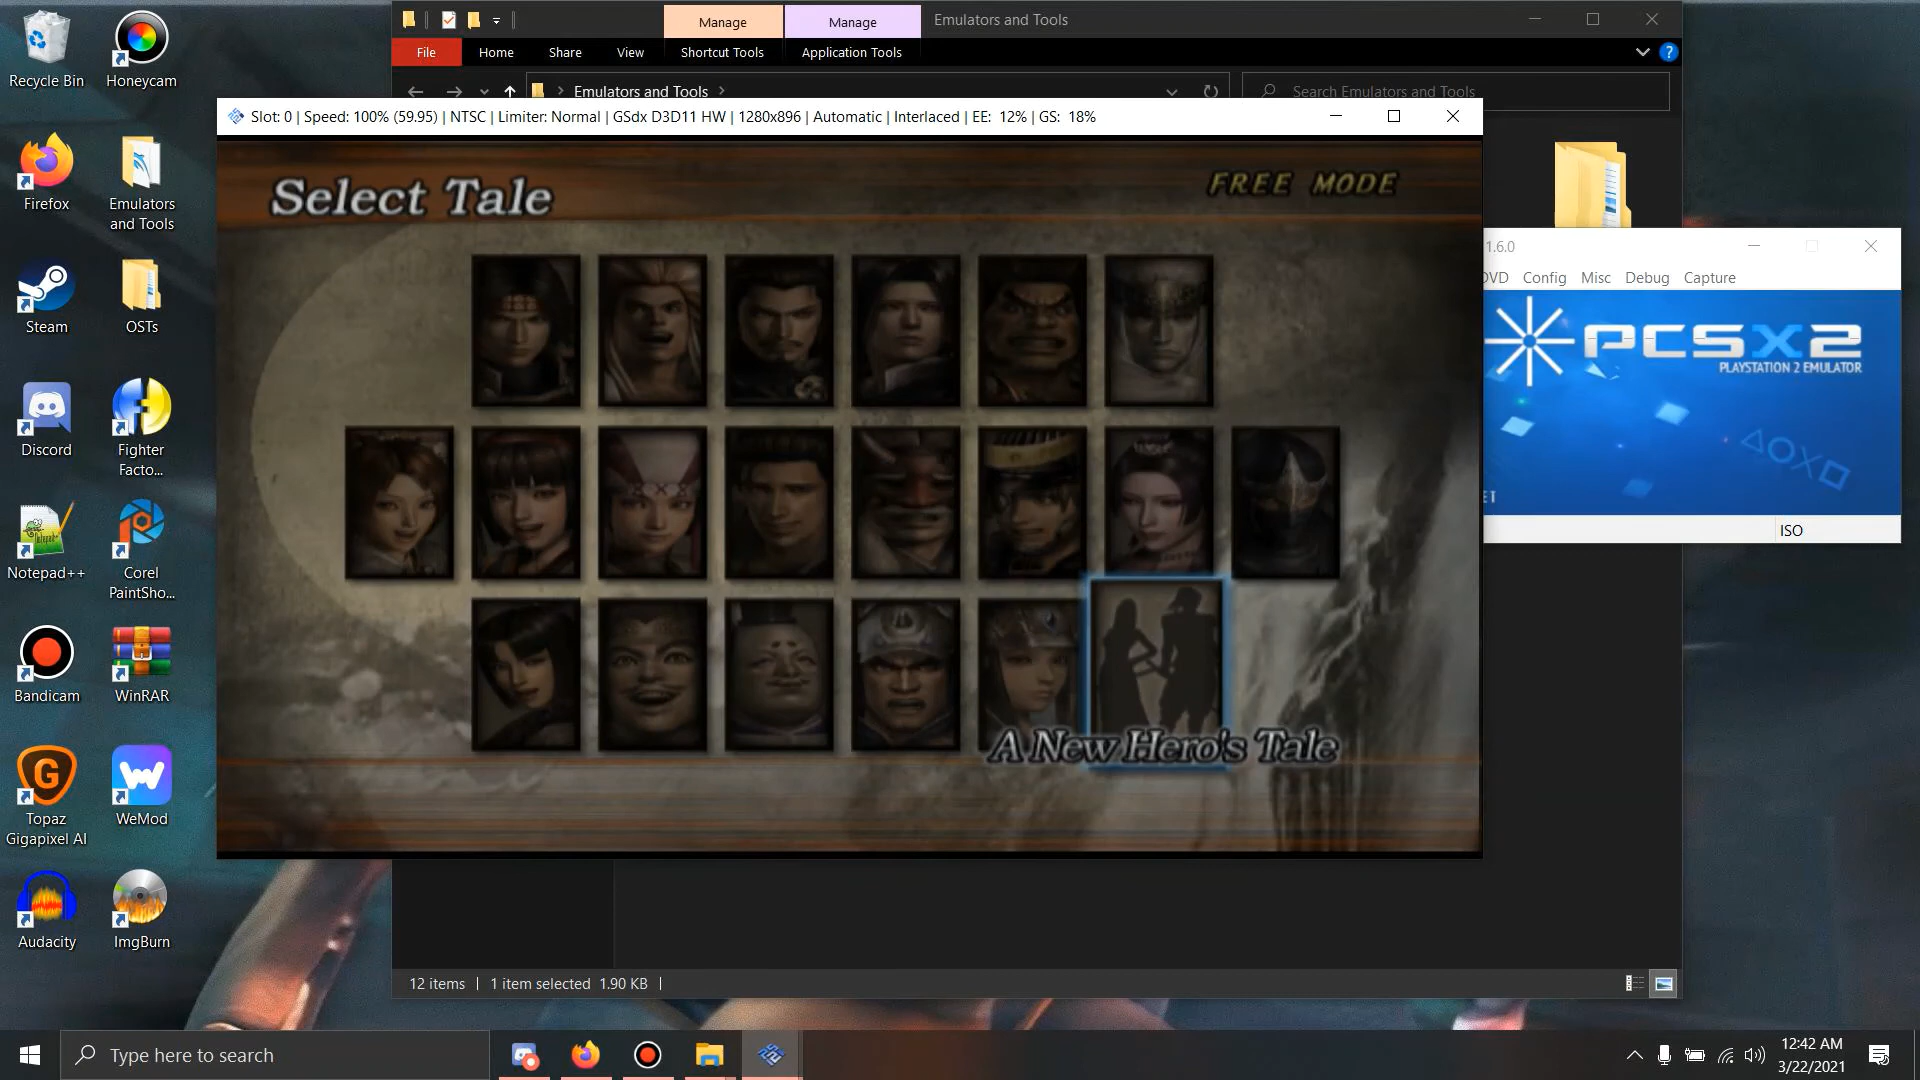 Recycle Bin
Honeycam
Firefox
Emulators
and Tools
Steam
OSTs
Discord
Fighter
Facto...
Notepad++
Corel
PaintSho...
Bandicam
WinRAR
Topaz
Gigapixel AI
WeMod
Audacity
ImgBurn
Manage
Manage
Emulators and Tools
File
Home
Share
View
Shortcut Tools
Application Tools
Emulators and Tools
Search Emulators and Tools
Slot: 0 | Speed: 100% (59.95) | NTSC | Limiter: Normal | GSdx D3D11 HW | 1280x896 | Automatic | Interlaced | EE: 12% | GS: 18%
Select Tale
FREE MODE
A New Hero's Tale
1.6.0
DVD
Config
Misc
Debug
Capture
PCSX2
PLAYSTATION 2 EMULATOR
ET
ISO
12 items
1 item selected
1.90 KB
Type here to search
12:42 AM
3/22/2021